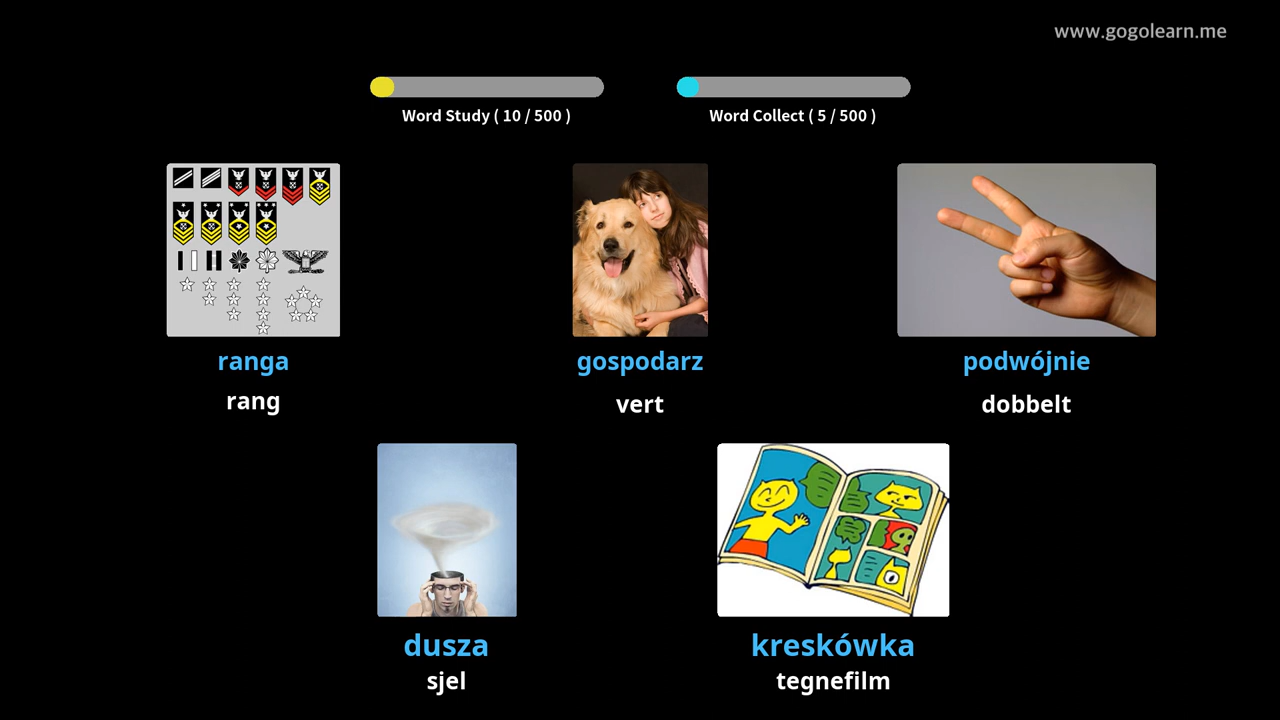 www.gogolearn.me
Word Study ( 10 / 500 )
Word Collect ( 5 / 500 )
ranga
rang
gospodarz
vert
podwójnie
dobbelt
dusza
sjel
kreskówka
tegnefilm